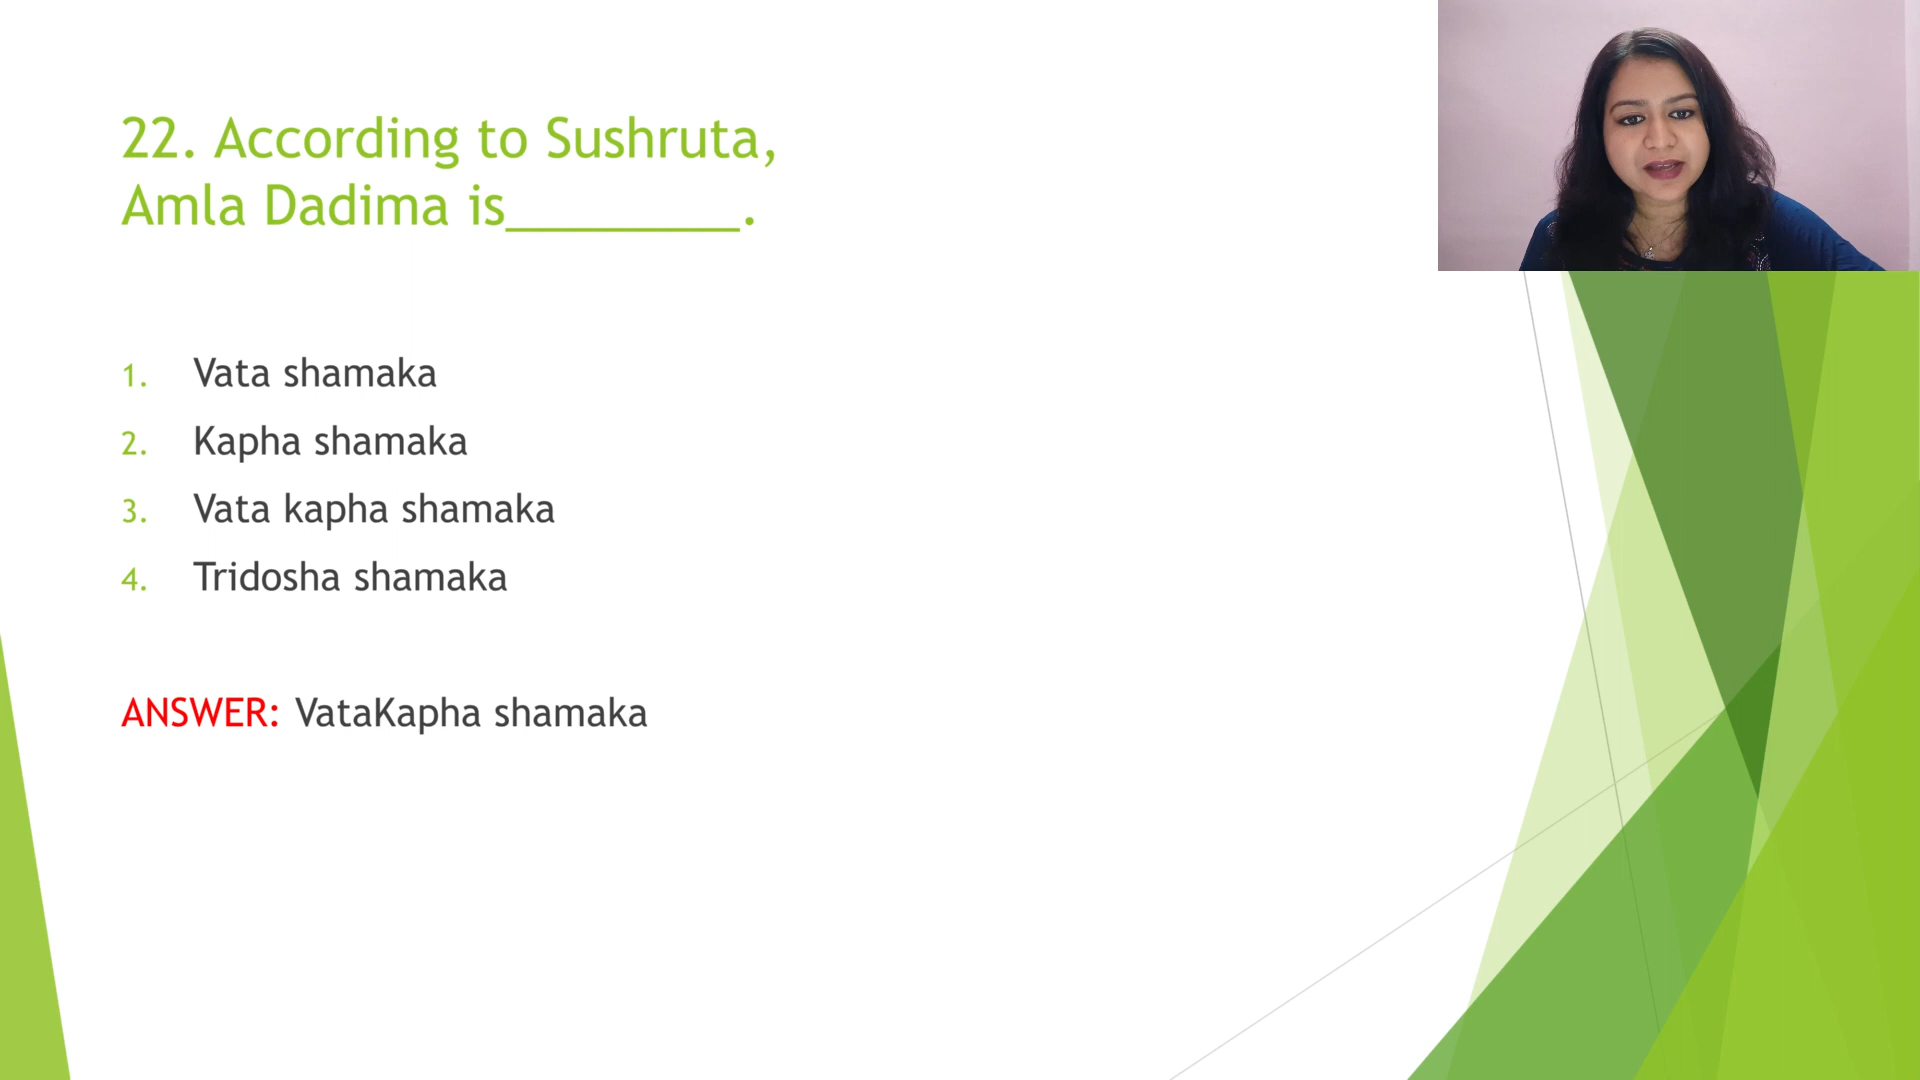 22. According to Sushruta,
Amla Dadima is________.
1. Vata shamaka
2. Kapha shamaka
3. Vata kapha shamaka
4. Tridosha shamaka
ANSWER: VataKapha shamaka